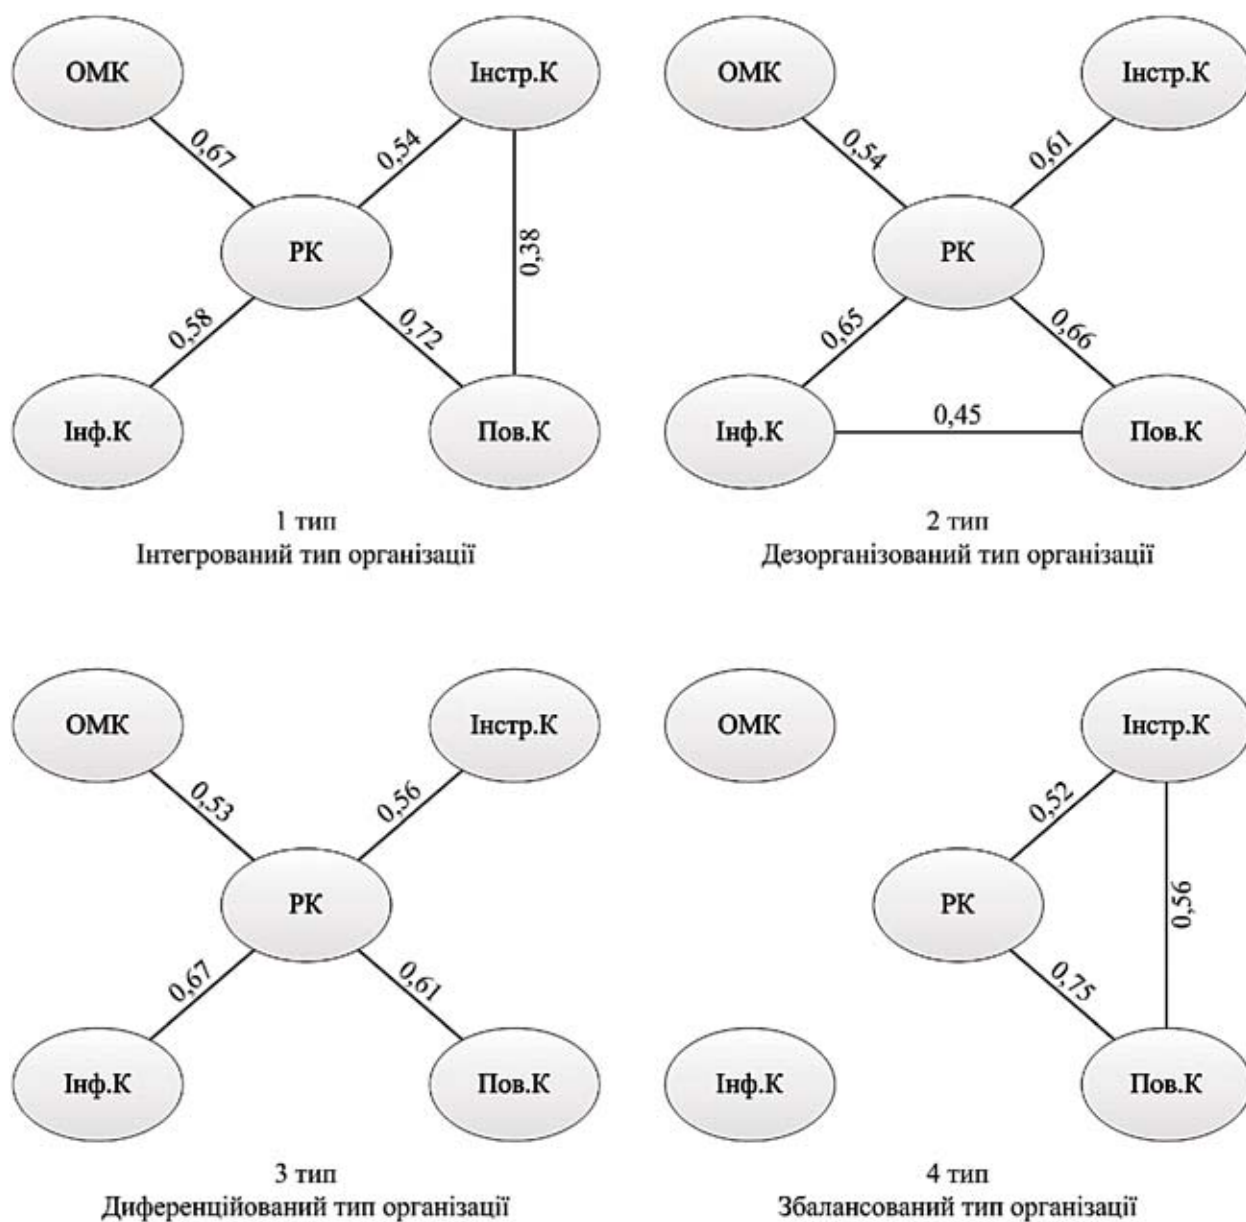 ОМК
Інстр.К
0,67
0,54
РК
0,38
0,58
0,72
Інф.К
Пов.К
1 тип
Інтегрований тип організації
ОМК
Інстр.К
0,54
0,61
РК
0,65
0,66
Інф.К
0,45
Пов.К
2 тип
Дезорганізований тип організації
ОМК
Інстр.К
0,53
0,56
РК
0,67
0,61
Інф.К
Пов.К
3 тип
Диференційований тип організації
ОМК
Інстр.К
0,52
РК
0,56
0,75
Інф.К
Пов.К
4 тип
Збалансований тип організації